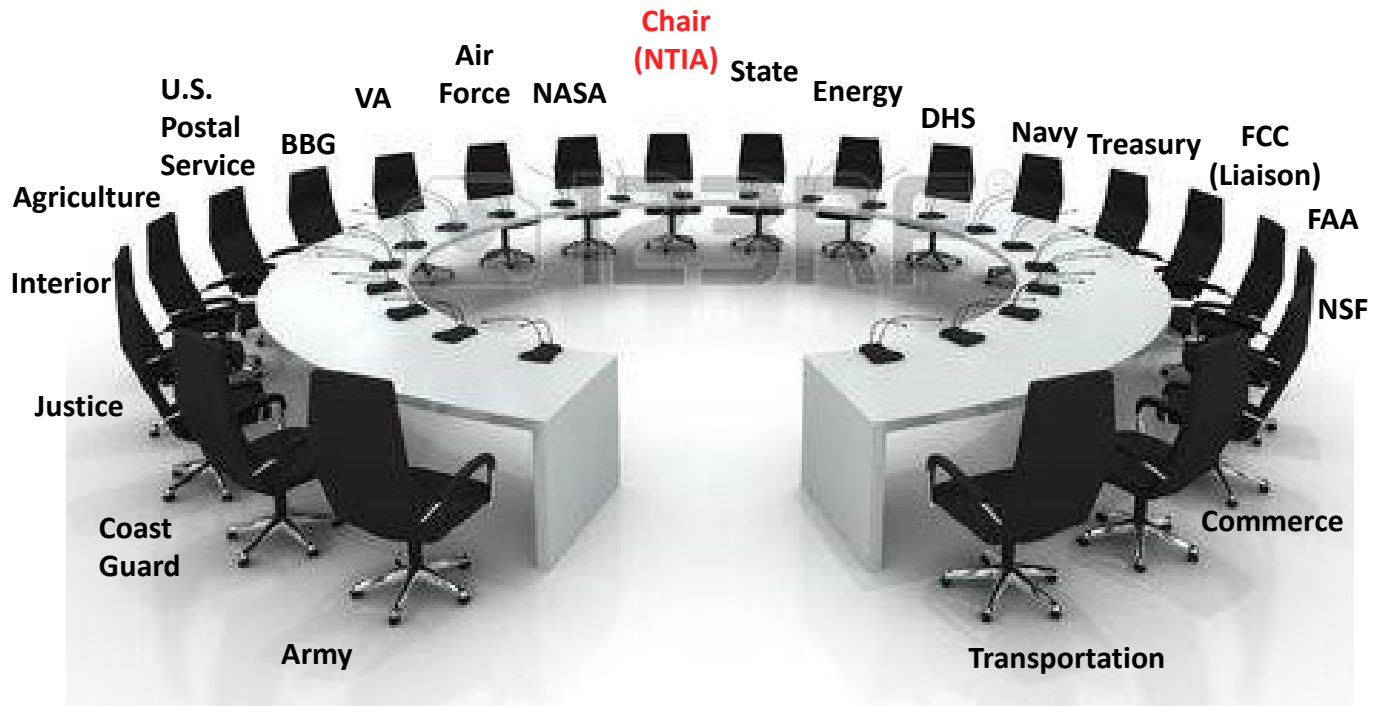 Chair
(NTIA)
Air
Force
NASA
State
Energy
VA
U.S.
Postal
Service
BBG
DHS
Navy
Treasury
FCC
(Liaison)
Agriculture
FAA
Interior
NSF
Justice
Commerce
Coast
Guard
Army
Transportation